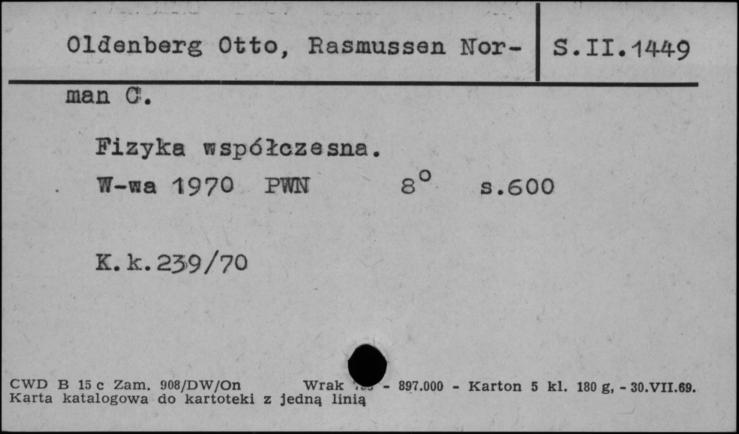 Oldenberg Otto, Rasmussen Nor- S.II.1449
man C.
Fizyka współczesna.
W-wa 1970 PWN 8° s.600
K.k.239/70
CWD B 15 c Zam. 908/DW/On Wrak - 897.000 - Karton 5 kl. 180 g, - 30.VII.69.
Karta katalogowa do kartoteki z jedną linią